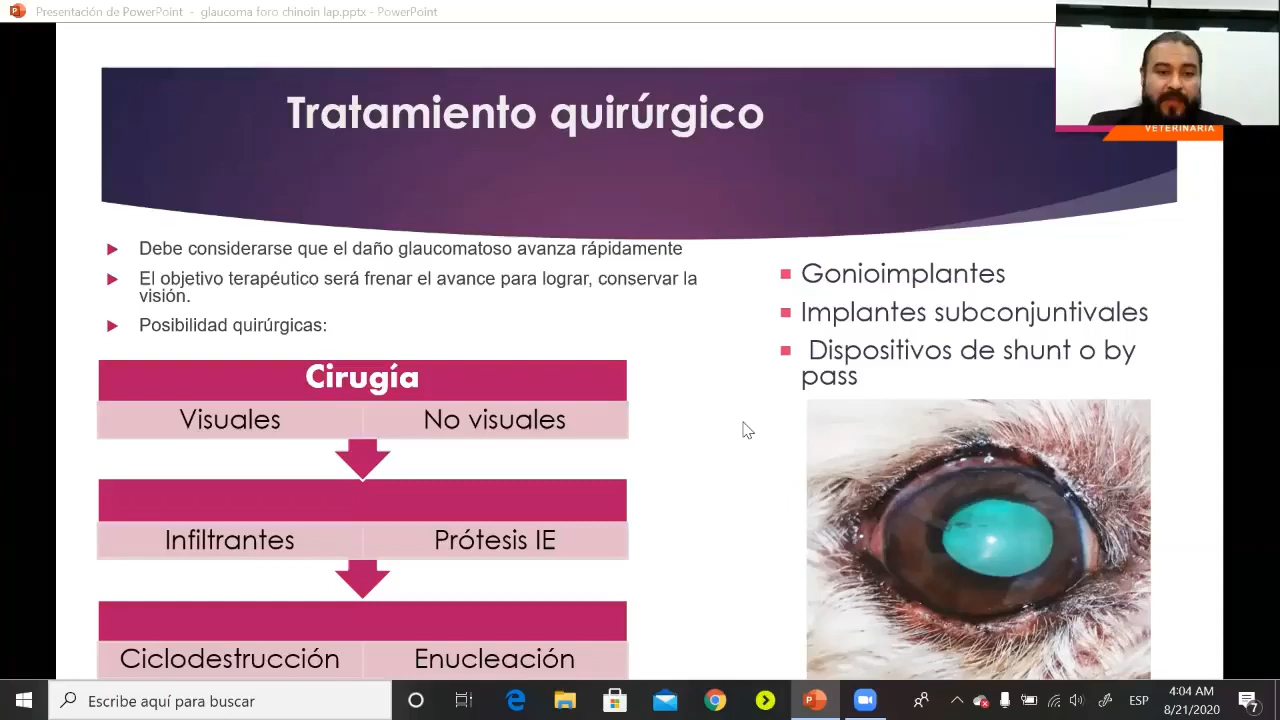 Presentación de PowerPoint - glaucoma foro chinoin lap.pptx - PowerPoint
VETERINARIA
Tratamiento quirúrgico
Debe considerarse que el daño glaucomatoso avanza rápidamente
El objetivo terapéutico será frenar el avance para lograr, conservar la
visión.
Posibilidad quirúrgicas:
Cirugía
Visuales No visuales
Infiltrantes Prótesis IE
Ciclodestrucción Enucleación
Gonioimplantes
Implantes subconjuntivales
Dispositivos de shunt o by
pass
Escribe aquí para buscar
ESP
4:04 AM
8/21/2020
7